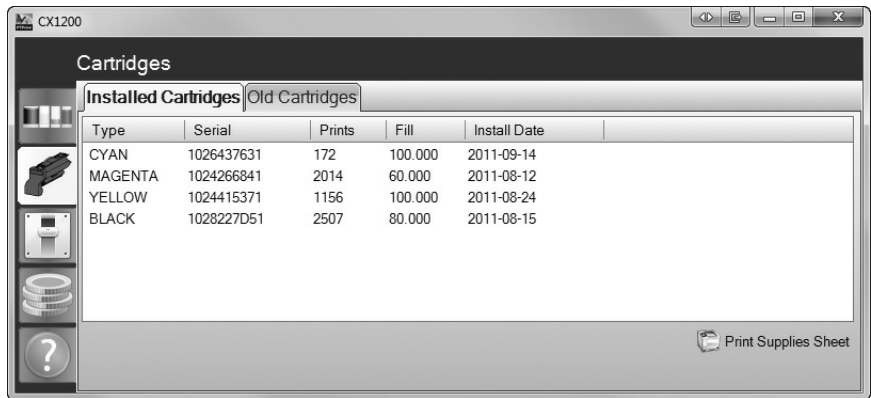 CX1200
Cartridges
Installed Cartridges Old Cartridges
Type Serial Prints Fill Install Date
CYAN 1026437631 172 100.000 2011-09-14
MAGENTA 1024266841 2014 60.000 2011-08-12
YELLOW 1024415371 1156 100.000 2011-08-24
BLACK 1028227D51 2507 80.000 2011-08-15
Print Supplies Sheet
?